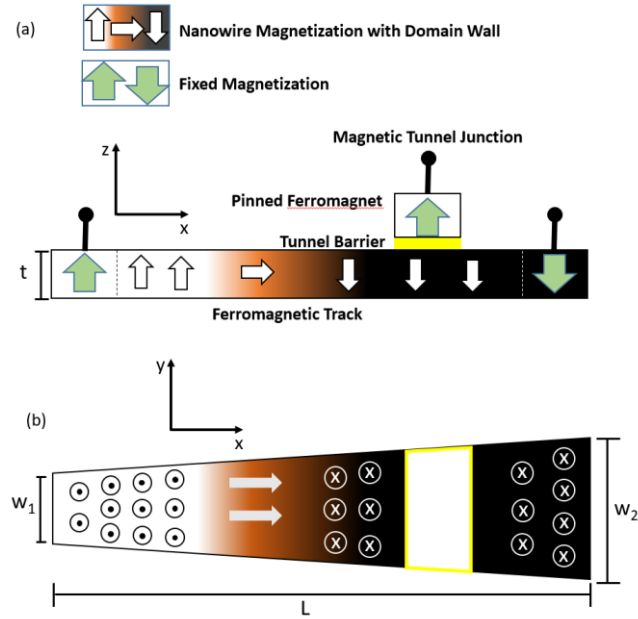 (a)
Nanowire Magnetization with Domain Wall
Fixed Magnetization
Magnetic Tunnel Junction
z
Pinned Ferromagnet
x
Tunnel Barrier
t
Ferromagnetic Track
y
(b)
x
w1
w2
L